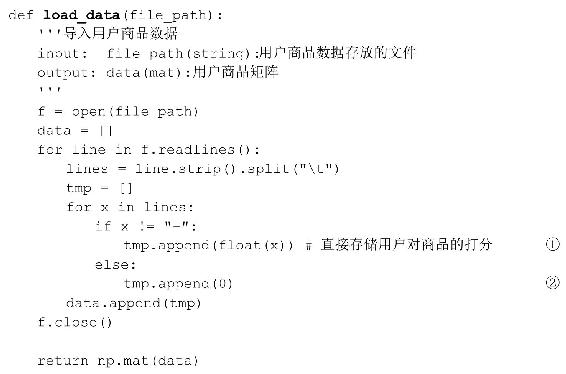 def load_data(file_path):
'''导入用户商品数据
input: file_path(string):用户商品数据存放的文件
output: data(mat):用户商品矩阵
'''
f = open(file_path)
data = []
for line in f.readlines():
lines = line.strip().split("\t")
tmp = []
for x in lines:
if x != "-":
tmp.append(float(x)) # 直接存储用户对商品的打分 ①
else:
tmp.append(0) ②
data.append(tmp)
f.close()
return np.mat(data)